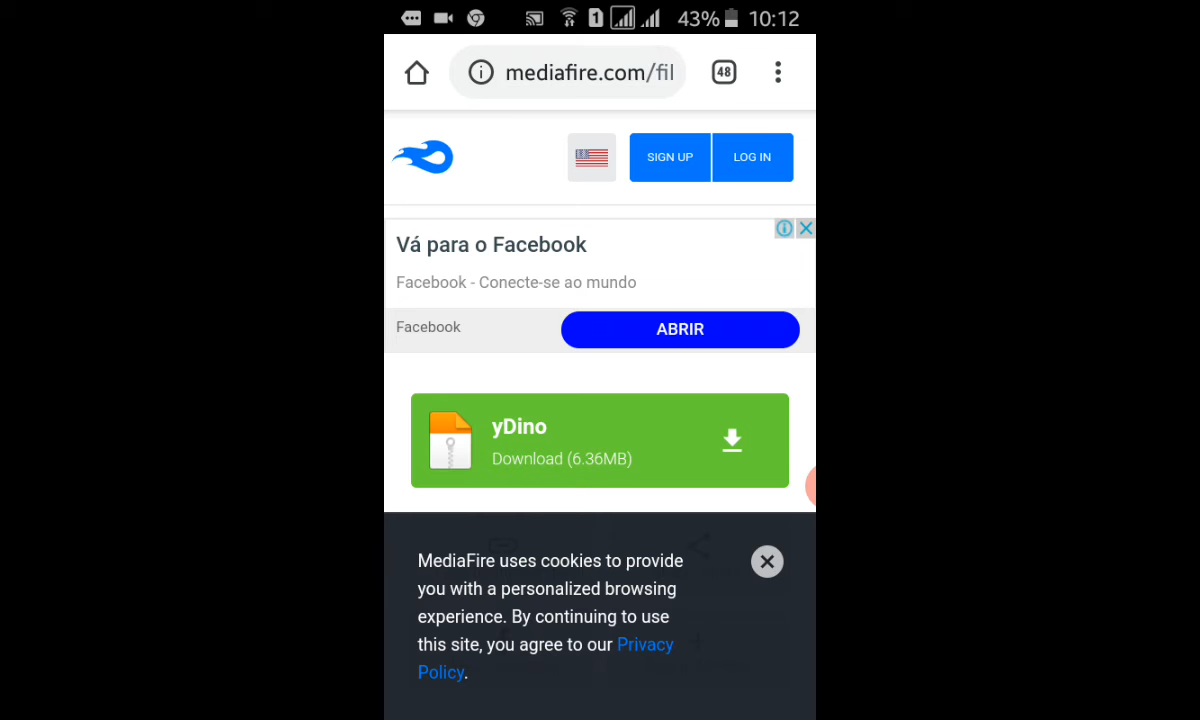 1 43% 10:12
mediafire.com/fil 48
SIGN UP LOG IN
Vá para o Facebook
Facebook - Conecte-se ao mundo
Facebook ABRIR
yDino
Download (6.36MB)
MediaFire uses cookies to provide
you with a personalized browsing
experience. By continuing to use
this site, you agree to our Privacy
Policy.